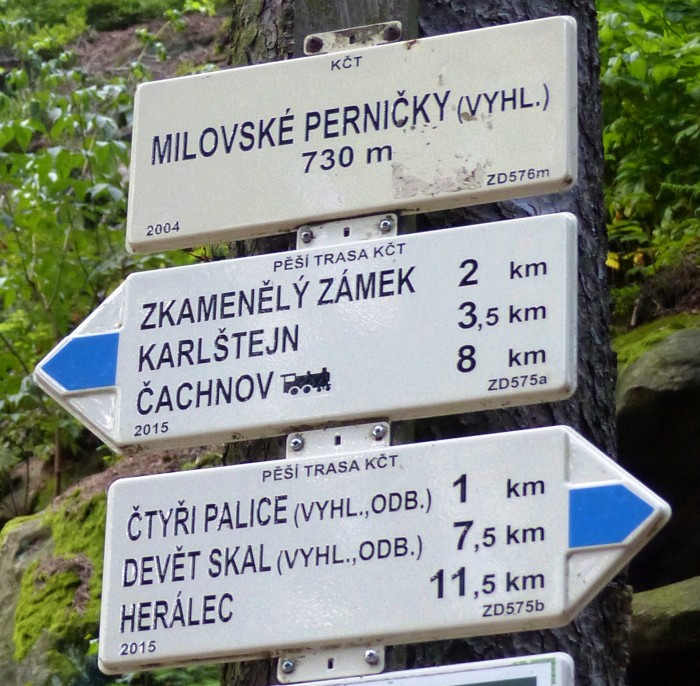 KČT
MILOVSKÉ PERNIČKY (VYHL.)
730 m
2004 ZD576m
PĚŠÍ TRASA KČT
ZKAMENĚLÝ ZÁMEK 2 km
KARLŠTEJN 3,5 km
ČACHNOV 8 km
2015 ZD575a
PĚŠÍ TRASA KČT
ČTYŘI PALICE (VYHL.,ODB.) 1 km
DEVĚT SKAL (VYHL.,ODB.) 7,5 km
HERÁLEC 11,5 km
2015 ZD575b